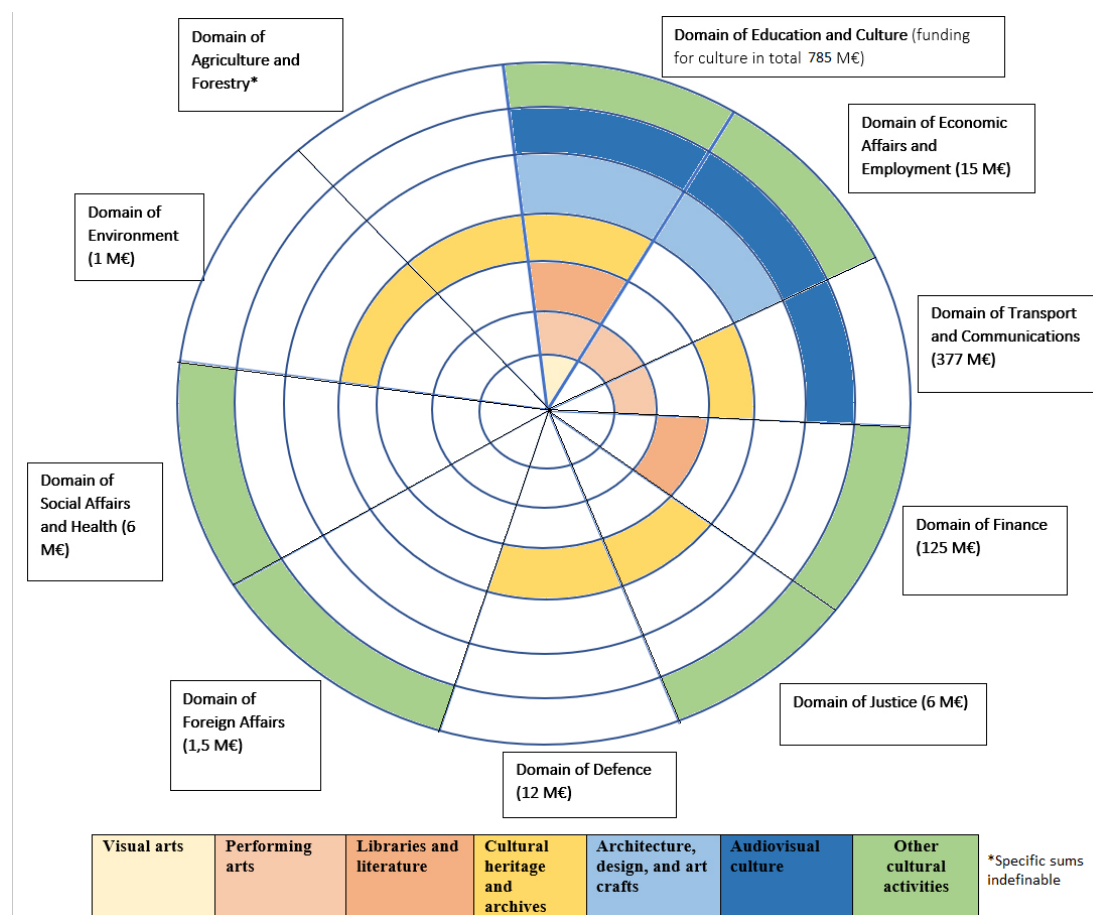 Domain of
Agriculture and
Forestry*
Domain of Education and Culture (funding
for culture in total 785 M€)
Domain of Economic
Affairs and
Employment (15 M€)
Domain of
Environment
(1 M€)
Domain of Transport
and Communications
(377 M€)
Domain of
Social Affairs
and Health (6
M€)
Domain of Finance
(125 M€)
Domain of
Foreign Affairs
(1,5 M€)
Domain of Justice (6 M€)
Domain of Defence
(12 M€)
Visual arts
Performing
arts
Libraries and
literature
Cultural
heritage
and
archives
Architecture,
design, and art
crafts
Audiovisual
culture
Other
cultural
activities
*Specific sums
indefinable